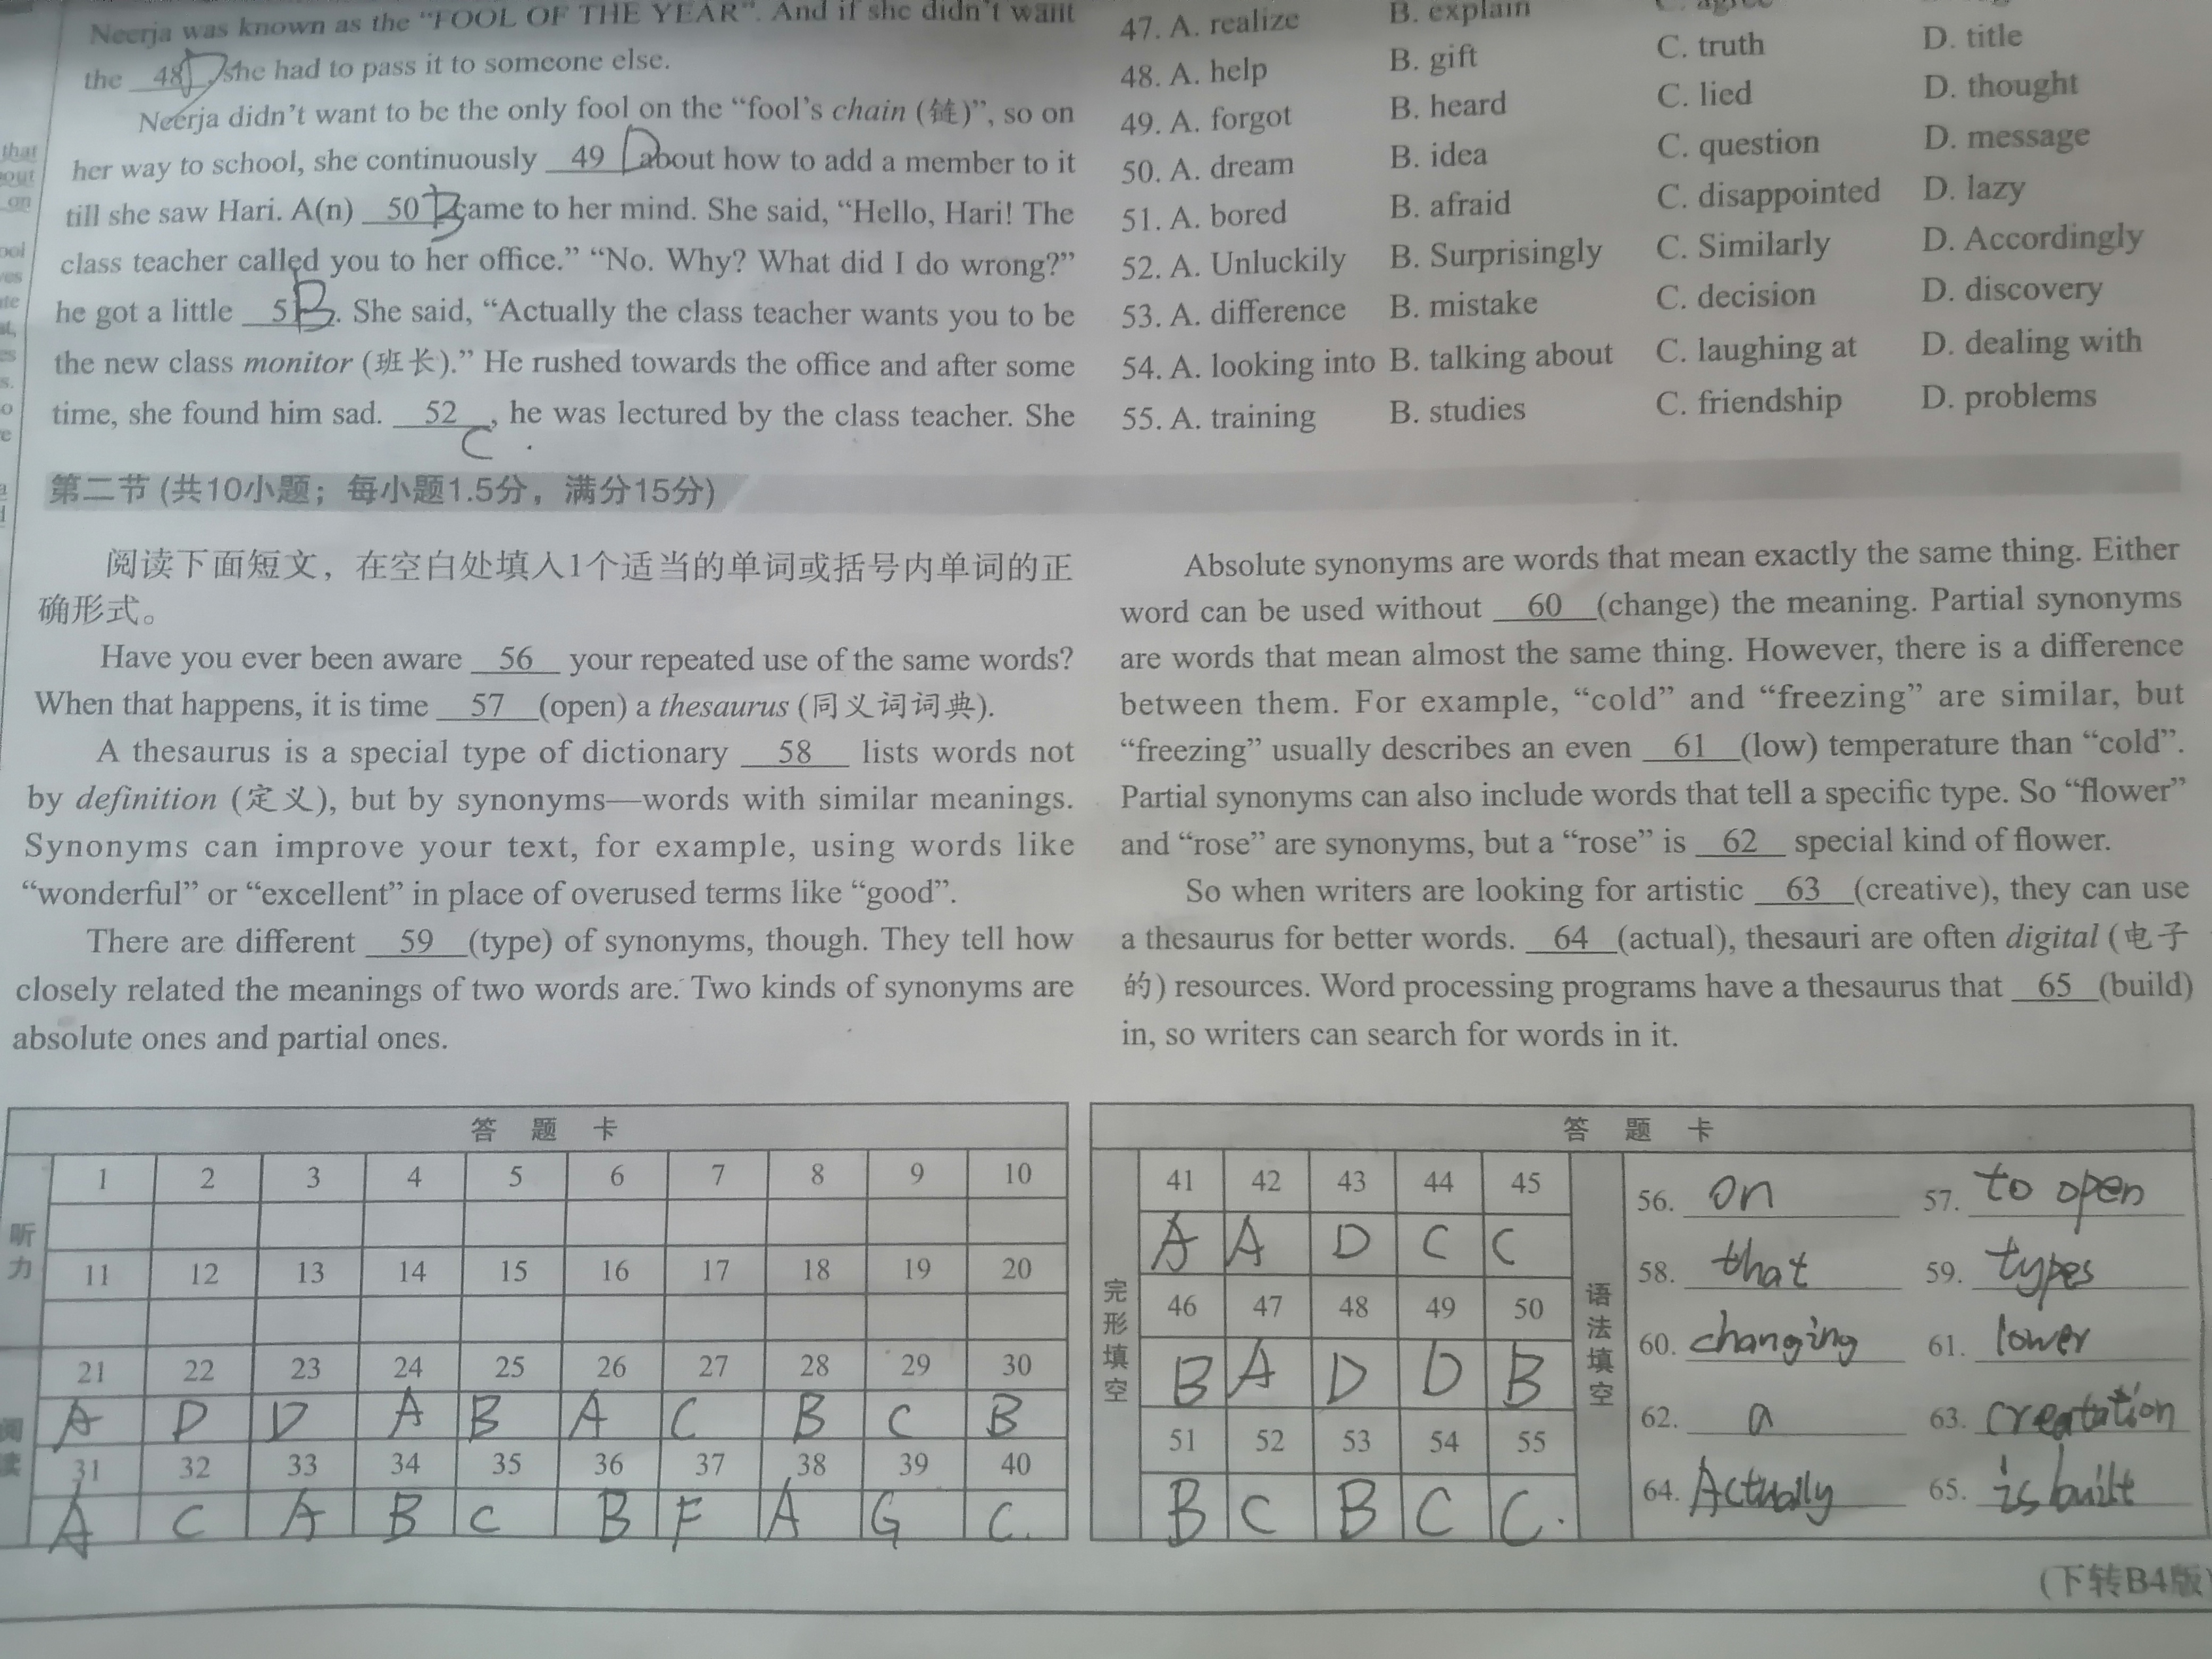 Neerja was known as the "FOOL OF THE YEAR". And if she didn't want
the 48 D she had to pass it to someone else.
Neerja didn't want to be the only fool on the "fool's chain (链)", so on
her way to school, she continuously 49 D about how to add a member to it
till she saw Hari. A(n) 50 B came to her mind. She said, "Hello, Hari! The
class teacher called you to her office." "No. Why? What did I do wrong?"
he got a little 51 B. She said, "Actually the class teacher wants you to be
the new class monitor (班长)." He rushed towards the office and after some
time, she found him sad. 52 C, he was lectured by the class teacher. She
47. A. realize B. explain
48. A. help B. gift C. truth D. title
49. A. forgot B. heard C. lied D. thought
50. A. dream B. idea C. question D. message
51. A. bored B. afraid C. disappointed D. lazy
52. A. Unluckily B. Surprisingly C. Similarly D. Accordingly
53. A. difference B. mistake C. decision D. discovery
54. A. looking into B. talking about C. laughing at D. dealing with
55. A. training B. studies C. friendship D. problems
第二节 (共10小题；每小题1.5分，满分15分)
阅读下面短文，在空白处填入1个适当的单词或括号内单词的正
确形式。
Have you ever been aware 56 your repeated use of the same words?
When that happens, it is time 57 (open) a thesaurus (同义词词典).
A thesaurus is a special type of dictionary 58 lists words not
by definition (定义), but by synonyms—words with similar meanings.
Synonyms can improve your text, for example, using words like
"wonderful" or "excellent" in place of overused terms like "good".
There are different 59 (type) of synonyms, though. They tell how
closely related the meanings of two words are. Two kinds of synonyms are
absolute ones and partial ones.
Absolute synonyms are words that mean exactly the same thing. Either
word can be used without 60 (change) the meaning. Partial synonyms
are words that mean almost the same thing. However, there is a difference
between them. For example, "cold" and "freezing" are similar, but
"freezing" usually describes an even 61 (low) temperature than "cold".
Partial synonyms can also include words that tell a specific type. So "flower"
and "rose" are synonyms, but a "rose" is 62 special kind of flower.
So when writers are looking for artistic 63 (creative), they can use
a thesaurus for better words. 64 (actual), thesauri are often digital (电子
的) resources. Word processing programs have a thesaurus that 65 (build)
in, so writers can search for words in it.
答题卡
听力
1 2 3 4 5 6 7 8 9 10
11 12 13 14 15 16 17 18 19 20
阅读
21 22 23 24 25 26 27 28 29 30
A D D A B A C B C B
31 32 33 34 35 36 37 38 39 40
A C A B C B F A G C.
答题卡
完形填空
41 42 43 44 45
A A D C C
46 47 48 49 50
B A D D B
51 52 53 54 55
B C B C C.
语法填空
56. on 57. to open
58. that 59. types
60. changing 61. lower
62. a 63. creatation
64. Actually 65. is built
(下转B4版)